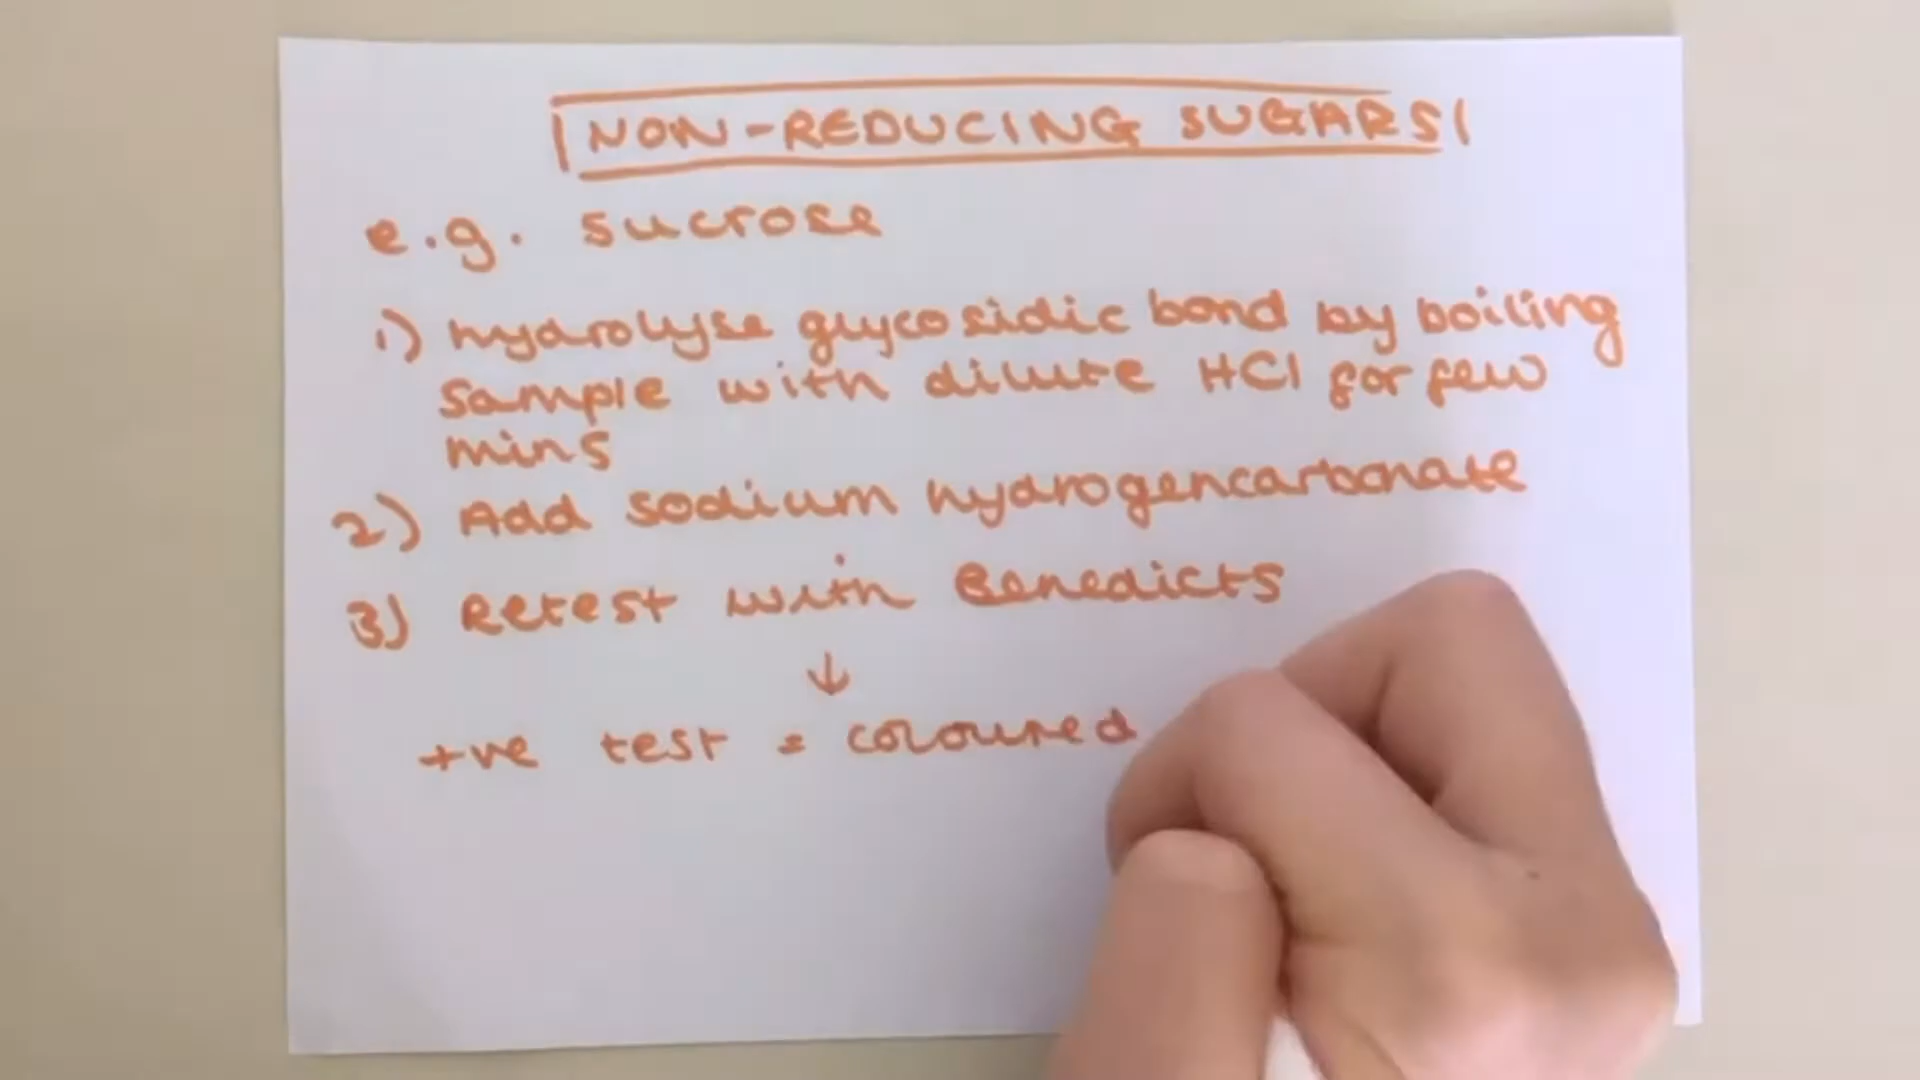 NON-REDUCING SUGARS
e.g. sucrose
1) hydrolyse glycosidic bond by boiling
sample with dilute HCl for few
mins
2) Add sodium hydrogencarbonate
3) Retest with Benedicts
↓
+ve test = coloured